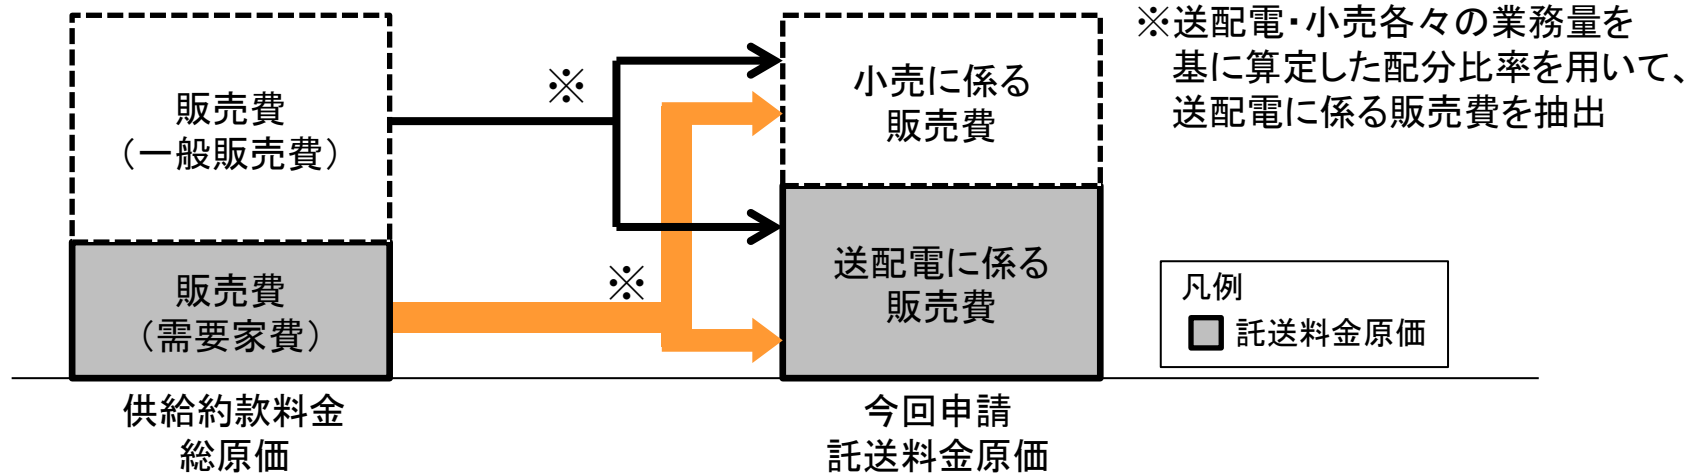 ※送配電・小売各々の業務量を
基に算定した配分比率を用いて、
送配電に係る販売費を抽出
販売費
（一般販売費）
※
小売に係る
販売費
販売費
（需要家費）
※
送配電に係る
販売費
凡例
託送料金原価
供給約款料金
総原価
今回申請
託送料金原価